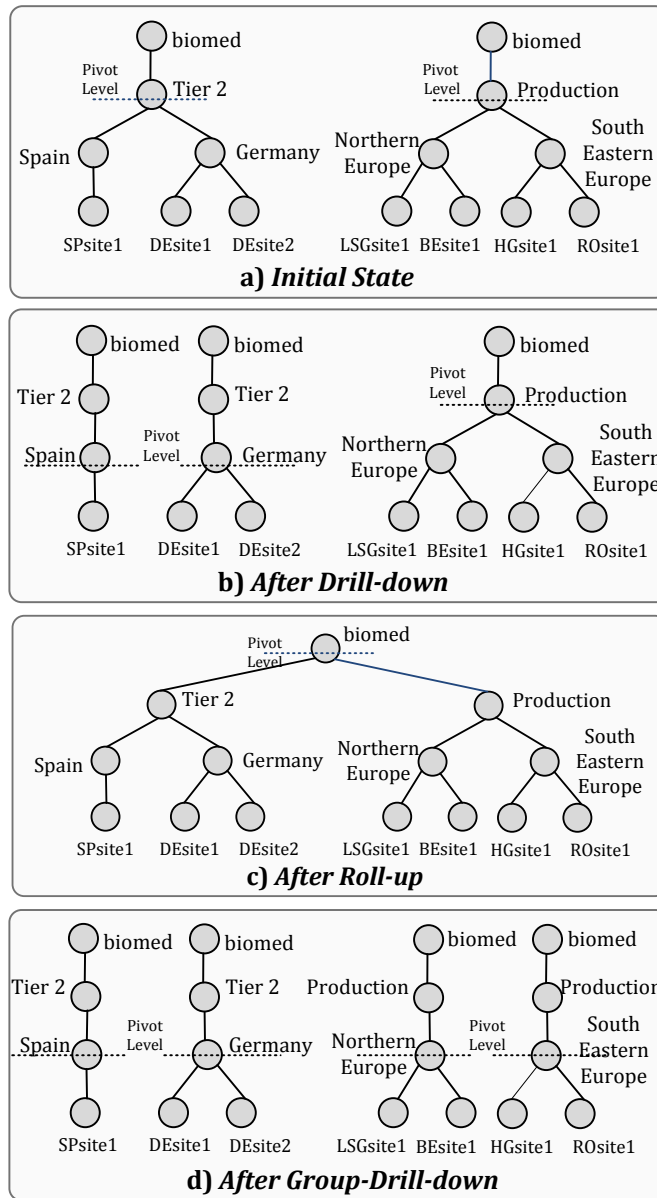 biomed
biomed
Pivot
Level
Tier 2
Pivot
Level
Production
Spain
Germany
Northern
Europe
South
Eastern
Europe
SPsite1
DEsite1
DEsite2
LSGsite1
BEsite1
HGsite1
ROsite1
a) Initial State
biomed
biomed
biomed
Tier 2
Tier 2
Pivot
Level
Production
Spain
Pivot
Level
Germany
Northern
Europe
South
Eastern
Europe
SPsite1
DEsite1
DEsite2
LSGsite1
BEsite1
HGsite1
ROsite1
b) After Drill-down
biomed
Pivot
Level
Tier 2
Production
Spain
Germany
Northern
Europe
South
Eastern
Europe
SPsite1
DEsite1
DEsite2
LSGsite1
BEsite1
HGsite1
ROsite1
c) After Roll-up
biomed
biomed
biomed
biomed
Tier 2
Tier 2
Production
Production
Spain
Pivot
Level
Germany
Northern
Europe
Pivot
Level
South
Eastern
Europe
SPsite1
DEsite1
DEsite2
LSGsite1
BEsite1
HGsite1
ROsite1
d) After Group-Drill-down